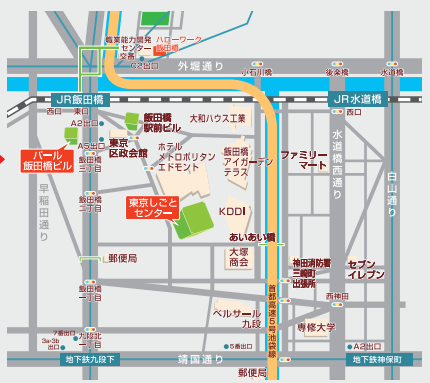 職業能力開発
センター
ハローワーク
飯田橋
交番
C2出口
外堀通り
小石川橋
後楽橋
水道橋
JR飯田橋
JR水道橋
西口
東口
西口
A2出口
飯田橋
駅前ビル
大和ハウス工業
A5出口
東京
区政会館
ホテル
メトロポリタン
エドモント
飯田橋
アイガーデン
テラス
ファミリー
マート
水道橋西通り
白山通り
パール
飯田橋ビル
飯田橋
三丁目
早稲田通り
飯田橋
二丁目
東京しごと
センター
KDDI
あいあい橋
郵便局
大塚
商会
神田消防署
三崎町
出張所
セブン
イレブン
飯田橋
一丁目
首都高速5号池袋線
西神田
ベルサール
九段
専修大学
7番出口
3a・3b
出口
九段北
一丁目
5番出口
A2出口
地下鉄九段下
靖国通り
地下鉄神保町
郵便局